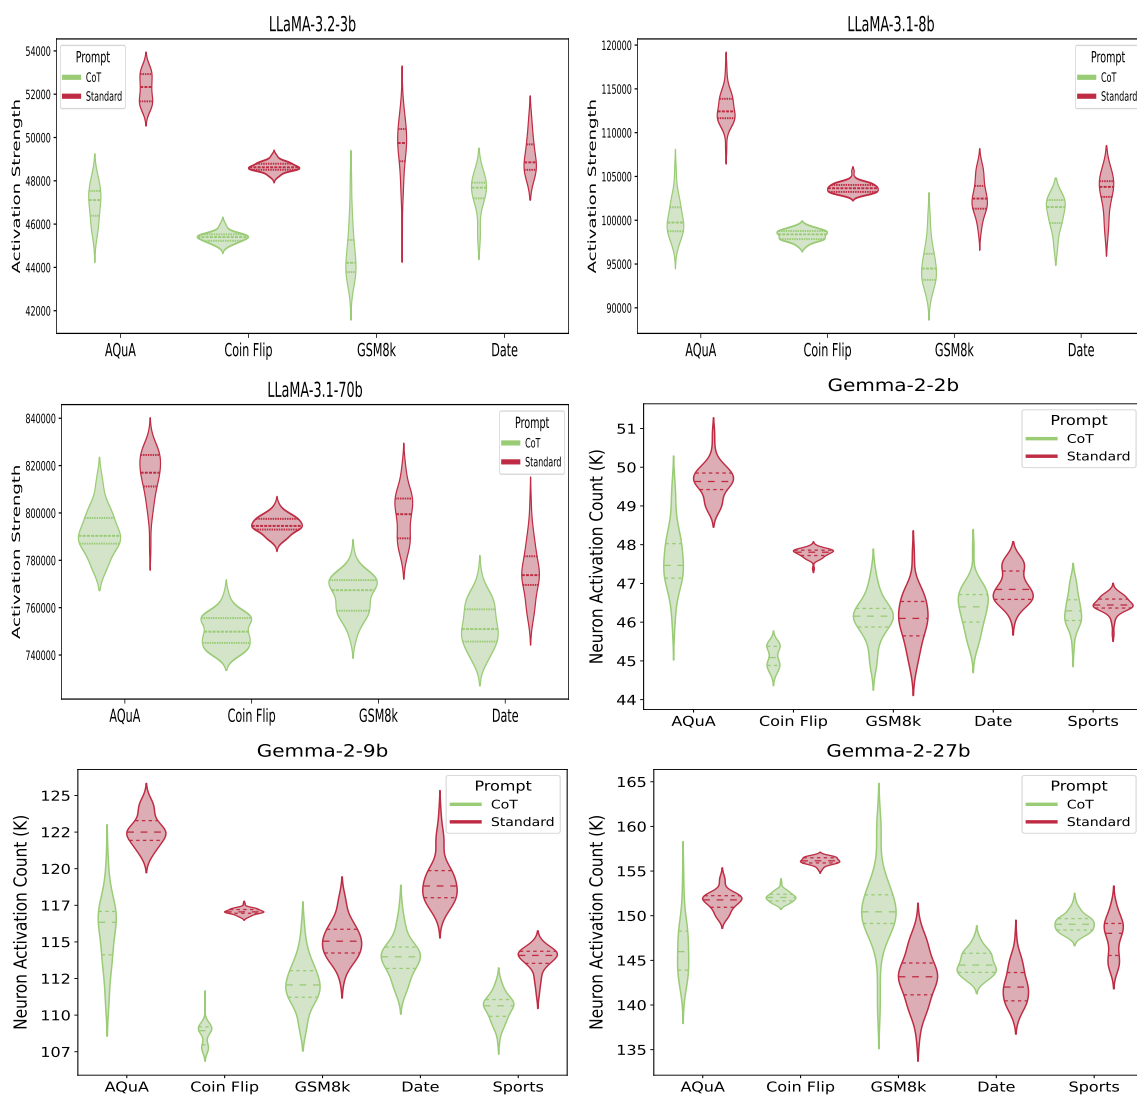 LLaMA-3.2-3b
Activation Strength
54000
52000
50000
48000
46000
44000
42000
Prompt
CoT
Standard
AQuA
Coin Flip
GSM8k
Date
LLaMA-3.1-8b
Activation Strength
120000
115000
110000
105000
100000
95000
90000
Prompt
CoT
Standard
AQuA
Coin Flip
GSM8k
Date
LLaMA-3.1-70b
Activation Strength
840000
820000
800000
780000
760000
740000
Prompt
CoT
Standard
AQuA
Coin Flip
GSM8k
Date
Gemma-2-2b
Neuron Activation Count (K)
51
50
49
48
47
46
45
44
Prompt
CoT
Standard
AQuA
Coin Flip
GSM8k
Date
Sports
Gemma-2-9b
Neuron Activation Count (K)
125
122
120
117
115
112
110
107
Prompt
CoT
Standard
AQuA
Coin Flip
GSM8k
Date
Sports
Gemma-2-27b
Neuron Activation Count (K)
165
160
155
150
145
140
135
Prompt
CoT
Standard
AQuA
Coin Flip
GSM8k
Date
Sports